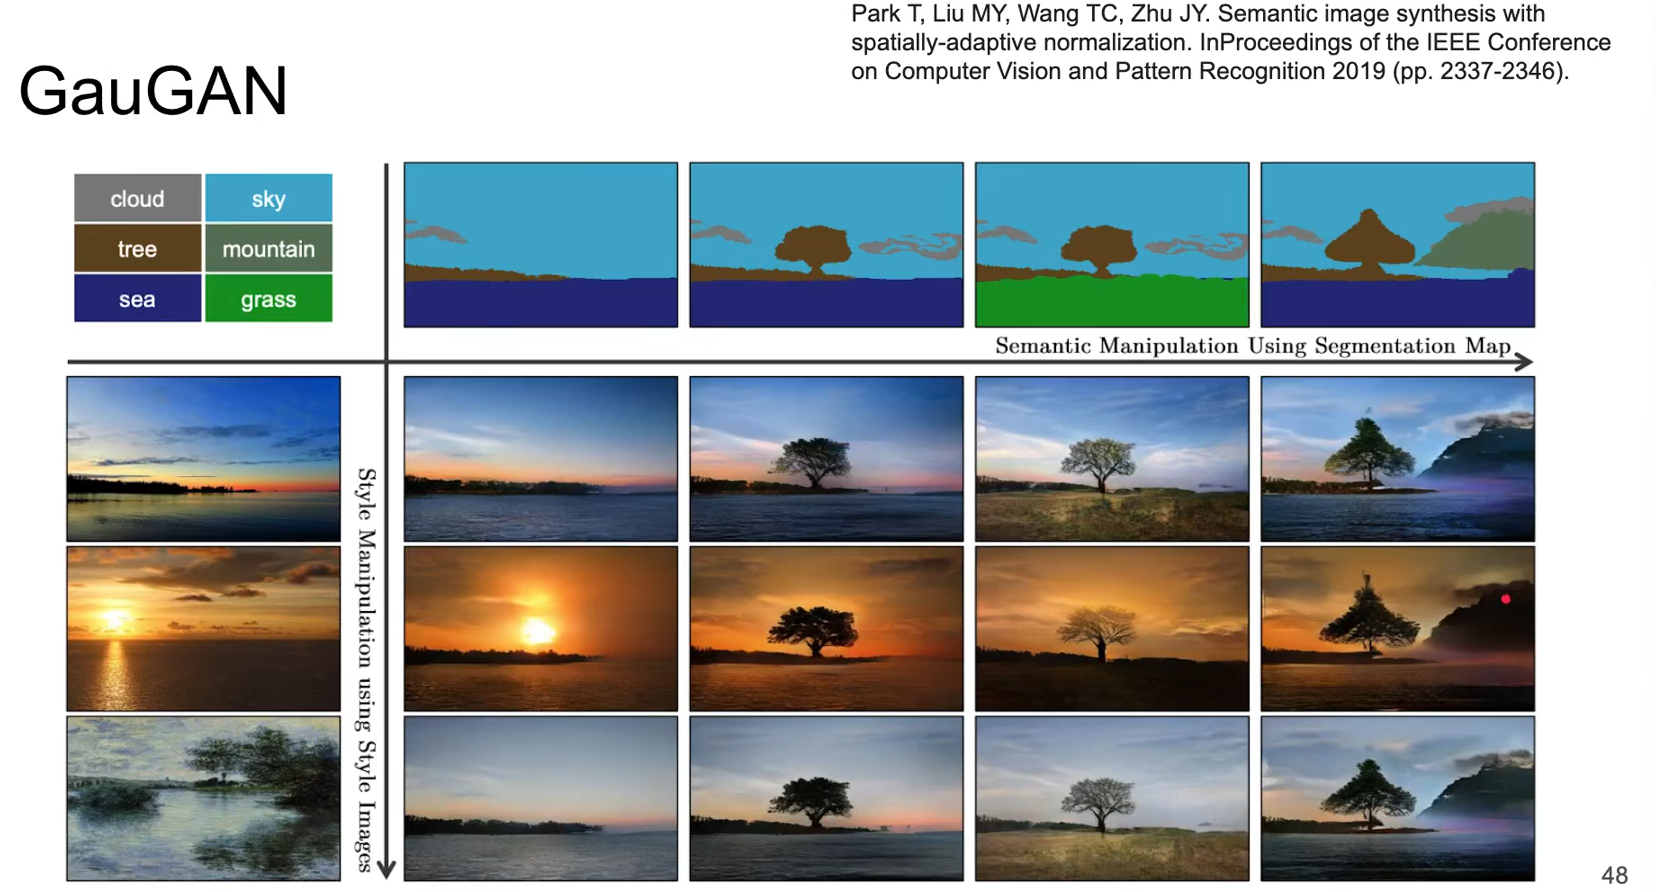 Park T, Liu MY, Wang TC, Zhu JY. Semantic image synthesis with
spatially-adaptive normalization. InProceedings of the IEEE Conference
on Computer Vision and Pattern Recognition 2019 (pp. 2337-2346).
GauGAN
cloud
sky
tree
mountain
sea
grass
Semantic Manipulation Using Segmentation Map
Style Manipulation using Style Images
48